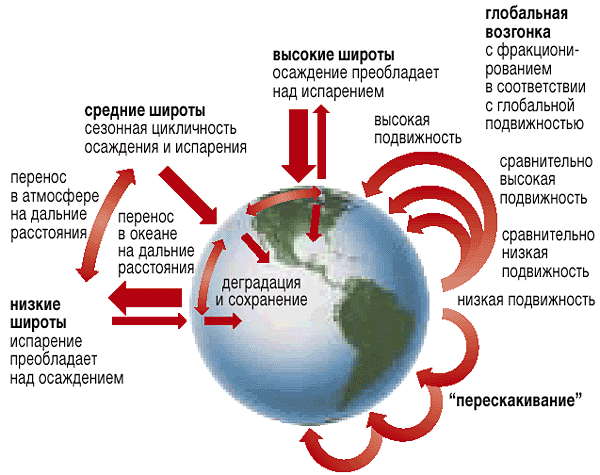 глобальная
возгонка
с фракциони-
рованием
в соответствии
с глобальной
подвижностью
высокие широты
осаждение преобладает
над испарением
средние широты
сезонная цикличность
осаждения и испарения
высокая
подвижность
сравнительно
высокая
подвижность
сравнительно
низкая
подвижность
низкая подвижность
перенос
в атмосфере
на дальние
расстояния
перенос
в океане
на дальние
расстояния
деградация
и сохранение
низкие
широты
испарение
преобладает
над осаждением
“перескакивание”